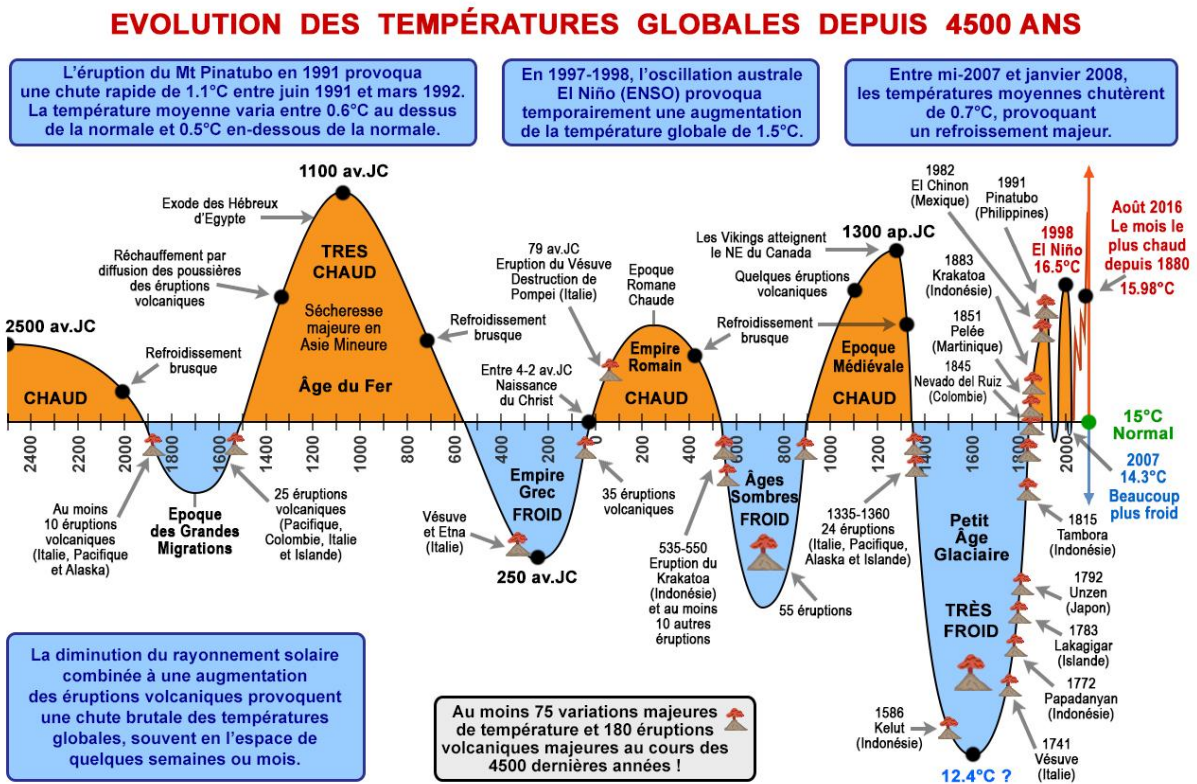 EVOLUTION DES TEMPÉRATURES GLOBALES DEPUIS 4500 ANS
L'éruption du Mt Pinatubo en 1991 provoqua
une chute rapide de 1.1°C entre juin 1991 et mars 1992.
La température moyenne varia entre 0.6°C au dessus
de la normale et 0.5°C en-dessous de la normale.
En 1997-1998, l'oscillation australe
El Niño (ENSO) provoqua
temporairement une augmentation
de la température globale de 1.5°C.
Entre mi-2007 et janvier 2008,
les températures moyennes chutèrent
de 0.7°C, provoquant
un refroissement majeur.
2500 av.JC
CHAUD
Refroidissement
brusque
Réchauffement par
diffusion des poussières
des éruptions
volcaniques
Exode des Hébreux
d'Egypte
1100 av.JC
TRES
CHAUD
Sécheresse
majeure en
Asie Mineure
Âge du Fer
Refroidissement
brusque
79 av.JC
Eruption du Vésuve
Destruction de
Pompei (Italie)
Entre 4-2 av.JC
Naissance
du Christ
Epoque
Romane
Chaude
Empire
Romain
CHAUD
Refroidissement
brusque
Les Vikings atteignent
le NE du Canada
Quelques éruptions
volcaniques
1300 ap.JC
Epoque
Médiévale
CHAUD
1982
El Chinon
(Mexique)
1991
Pinatubo
(Philippines)
1883
Krakatoa
(Indonésie)
1851
Pelée
(Martinique)
1845
Nevado del Ruiz
(Colombie)
1998
El Niño
16.5°C
Août 2016
Le mois le
plus chaud
depuis 1880
15.98°C
15°C
Normal
2007
14.3°C
Beaucoup
plus froid
2400 2200 2000 1800 1600 1400 1200 1000 800 600 400 200 0 200 400 600 800 1000 1200 1400 1600 1800 2000
Au moins
10 éruptions
volcaniques
(Italie, Pacifique
et Alaska)
Epoque
des Grandes
Migrations
25 éruptions
volcaniques
(Pacifique,
Colombie, Italie
et Islande)
Vésuve
et Etna
(Italie)
Empire
Grec
FROID
250 av.JC
35 éruptions
volcaniques
535-550
Eruption du
Krakatoa
(Indonésie)
et au moins
10 autres
éruptions
Âges
Sombres
FROID
55 éruptions
1335-1360
24 éruptions
(Italie, Pacifique,
Alaska et Islande)
Petit
Âge
Glaciaire
TRÈS
FROID
1586
Kelut
(Indonésie)
12.4°C ?
1815
Tambora
(Indonésie)
1792
Unzen
(Japon)
1783
Lakagigar
(Islande)
1772
Papadanyan
(Indonésie)
1741
Vésuve
(Italie)
La diminution du rayonnement solaire
combinée à une augmentation
des éruptions volcaniques provoquent
une chute brutale des températures
globales, souvent en l'espace de
quelques semaines ou mois.
Au moins 75 variations majeures
de température et 180 éruptions
volcaniques majeures au cours des
4500 dernières années !